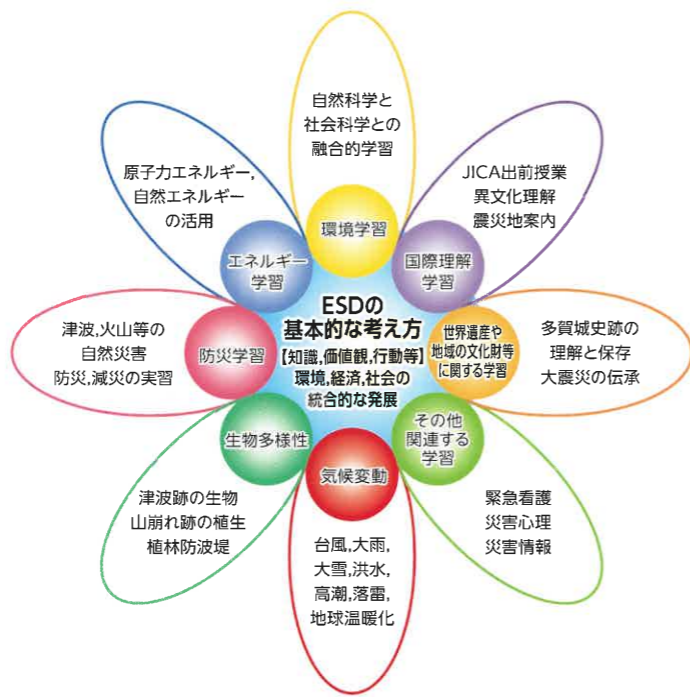 自然科学と
社会科学との
融合的学習
環境学習
JICA出前授業
異文化理解
震災地案内
国際理解
学習
多賀城史跡の
理解と保存
大震災の伝承
世界遺産や
地域の文化財等
に関する学習
緊急看護
災害心理
災害情報
その他
関連する
学習
気候変動
台風,大雨,
大雪,洪水,
高潮,落雷,
地球温暖化
生物多様性
津波跡の生物
山崩れ跡の植生
植林防波堤
防災学習
津波,火山等の
自然災害
防災,減災の実習
エネルギー
学習
原子力エネルギー,
自然エネルギー
の活用
ESDの
基本的な考え方
【知識,価値観,行動等】
環境,経済,社会の
統合的な発展